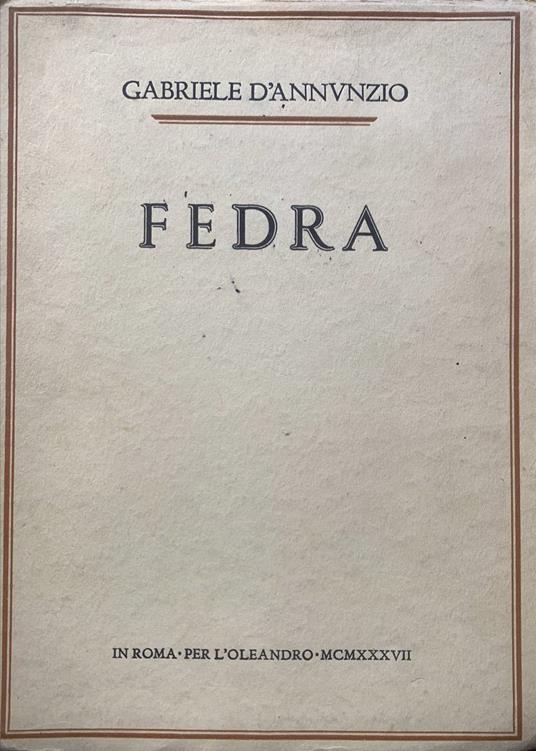 GABRIELE D'ANNVNZIO
FEDRA
IN ROMA·PER L'OLEANDRO·MCMXXXVII